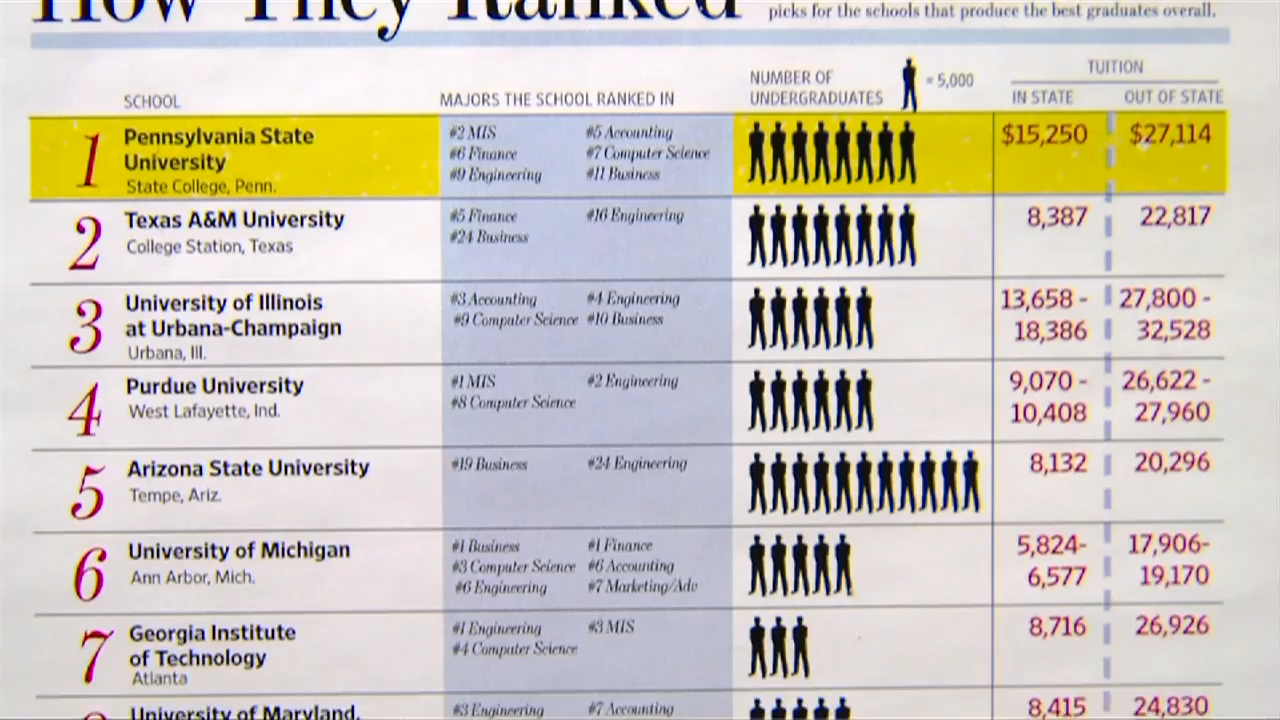 How They Ranked
picks for the schools that produce the best graduates overall.
SCHOOL
MAJORS THE SCHOOL RANKED IN
NUMBER OF
UNDERGRADUATES
= 5,000
TUITION
IN STATE
OUT OF STATE
1
Pennsylvania State
University
State College, Penn.
#2 MIS #5 Accounting
#6 Finance #7 Computer Science
#9 Engineering #11 Business
$15,250 $27,114
2
Texas A&M University
College Station, Texas
#5 Finance #16 Engineering
#24 Business
8,387 22,817
3
University of Illinois
at Urbana-Champaign
Urbana, Ill.
#3 Accounting #4 Engineering
#9 Computer Science #10 Business
13,658 - 27,800 -
18,386 32,528
4
Purdue University
West Lafayette, Ind.
#1 MIS #2 Engineering
#8 Computer Science
9,070 - 26,622 -
10,408 27,960
5
Arizona State University
Tempe, Ariz.
#19 Business #24 Engineering
8,132 20,296
6
University of Michigan
Ann Arbor, Mich.
#1 Business #1 Finance
#3 Computer Science #6 Accounting
#6 Engineering #7 Marketing/Adv
5,824- 17,906-
6,577 19,170
7
Georgia Institute
of Technology
Atlanta
#1 Engineering #3 MIS
#4 Computer Science
8,716 26,926
University of Maryland,
#3 Engineering #7 Accounting
8,415 24,830